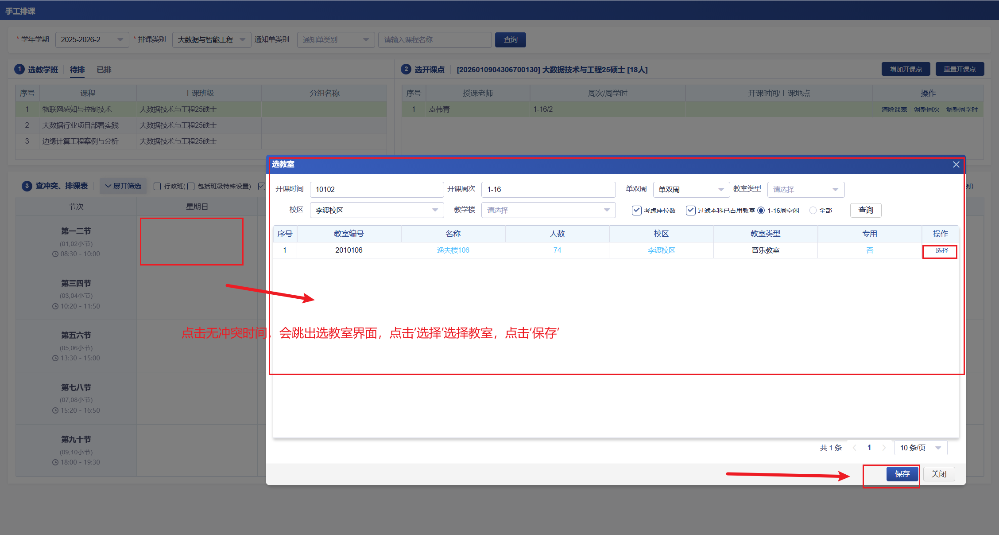 手工排课
* 学年学期 2025-2026-2 * 排课类别 大数据与智能工程 通知单类别 通知单类别 请输入课程名称 查询
1 选教学班 待排 已排
序号 课程 上课班级 分组名称
1 物联网感知与控制技术 大数据技术与工程25硕士
2 大数据行业项目部署实践 大数据技术与工程25硕士
3 边缘计算工程案例与分析 大数据技术与工程25硕士
2 选开课点 [2026010904306700130] 大数据技术与工程25硕士 [18人] 增加开课点 重置开课点
序号 授课老师 周次/周学时 开课时间/上课地点 操作
1 袁伟青 1-16/2 清除课表 调整周次 调整周学时
3 查冲突、排课表 展开筛选 行政班( 包括班级特殊设置) 例)
节次 星期日
第一二节
(01,02小节)
08:30 - 10:00
第三四节
(03,04小节)
10:20 - 11:50
第五六节
(05,06小节)
13:30 - 15:00
第七八节
(07,08小节)
15:20 - 16:50
第九十节
(09,10小节)
18:00 - 19:30
选教室
开课时间 10102 开课周次 1-16 单双周 单双周 教室类型 请选择
校区 李渡校区 教学楼 请选择 考虑座位数 过滤本科已占用教室 1-16周空闲 全部 查询
序号 教室编号 名称 人数 校区 教室类型 专用 操作
1 2010106 逸夫楼106 74 李渡校区 音乐教室 否 选择
点击无冲突时间，会跳出选教室界面，点击‘选择’选择教室，点击‘保存’
共 1 条 1 10 条/页
保存 关闭